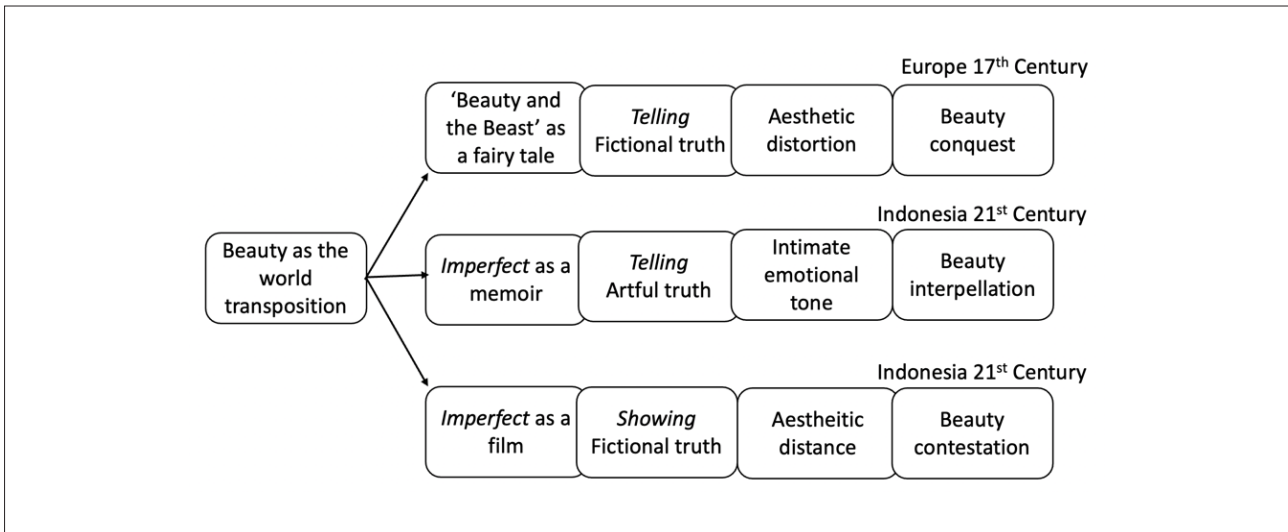 Europe 17th Century
'Beauty and
the Beast' as
a fairy tale
Telling
Fictional truth
Aesthetic
distortion
Beauty
conquest
Beauty as the
world
transposition
Indonesia 21st Century
Imperfect as a
memoir
Telling
Artful truth
Intimate
emotional
tone
Beauty
interpellation
Indonesia 21st Century
Imperfect as a
film
Showing
Fictional truth
Aestheitic
distance
Beauty
contestation